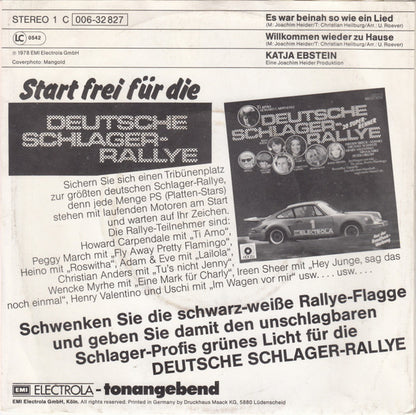 STEREO 1 C 006-32 827
LC 0542
℗ 1978 EMI Electrola GmbH
Coverphoto: Mangold
Es war beinah so wie ein Lied
(M: Joachim Heider/T: Christian Heilburg/Arr.: U. Roever)
Willkommen wieder zu Hause
(M: Joachim Heider/T: Christian Heilburg/Arr.: U. Roever)
KATJA EBSTEIN
Eine Joachim Heider Produktion
Start frei für die
DEUTSCHE
SCHLAGER-
RALLYE
DEUTSCHE
SCHLAGER-
RALLYE
ELECTROLA
Sichern Sie sich einen Tribünenplatz
zur größten deutschen Schlager-Rallye,
denn jede Menge PS (Platten-Stars)
stehen mit laufenden Motoren am Start
und warten auf Ihr Zeichen.
Die Rallye-Teilnehmer sind:
Howard Carpendale mit "Ti Amo",
Peggy March mit „Fly Away Pretty Flamingo",
Heino mit „Roswitha", Adam & Eve mit „Lailola",
Christian Anders mit „Tu's nicht Jenny",
Wencke Myrhe mit „Eine Mark für Charly", Ireen Sheer mit „Hey Junge, sag das
noch einmal", Henry Valentino und Uschi mit „Im Wagen vor mir" usw.... usw....
Schwenken Sie die schwarz-weiße Rallye-Flagge
und geben Sie damit den unschlagbaren
Schlager-Profis grünes Licht für die
DEUTSCHE SCHLAGER-RALLYE
EMI ELECTROLA - tonangebend
EMI Electrola GmbH, Köln. All rights reserved. Printed in Germany by Druckhaus Maack KG, 5880 Lüdenscheid